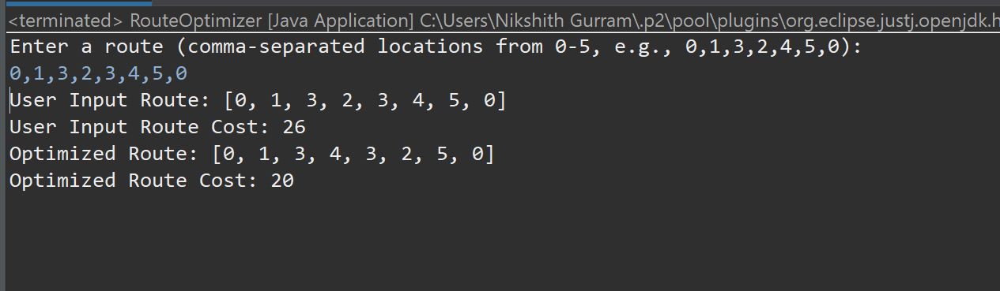 <terminated> RouteOptimizer [Java Application] C:\Users\Nikshith Gurram\.p2\pool\plugins\org.eclipse.justj.openjdk.h
Enter a route (comma-separated locations from 0-5, e.g., 0,1,3,2,4,5,0):
0,1,3,2,3,4,5,0
User Input Route: [0, 1, 3, 2, 3, 4, 5, 0]
User Input Route Cost: 26
Optimized Route: [0, 1, 3, 4, 3, 2, 5, 0]
Optimized Route Cost: 20